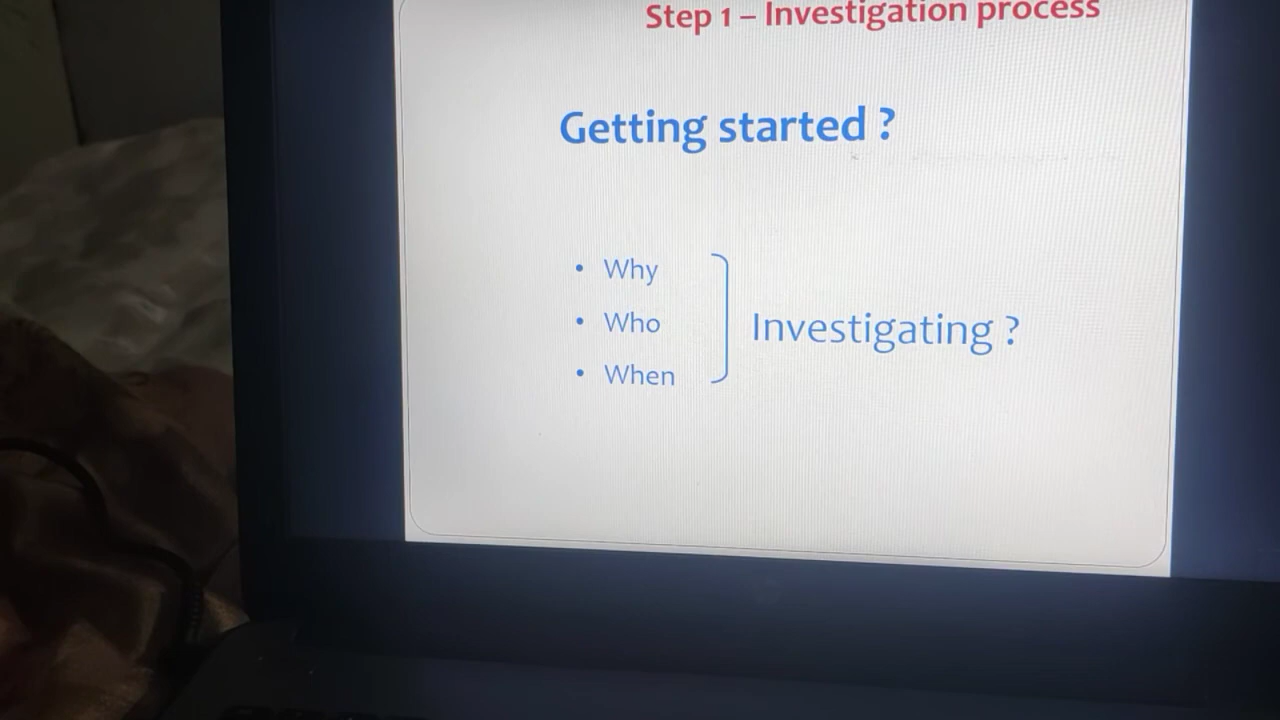 Step 1 – Investigation process
Getting started ?
• Why
• Who
• When
Investigating ?